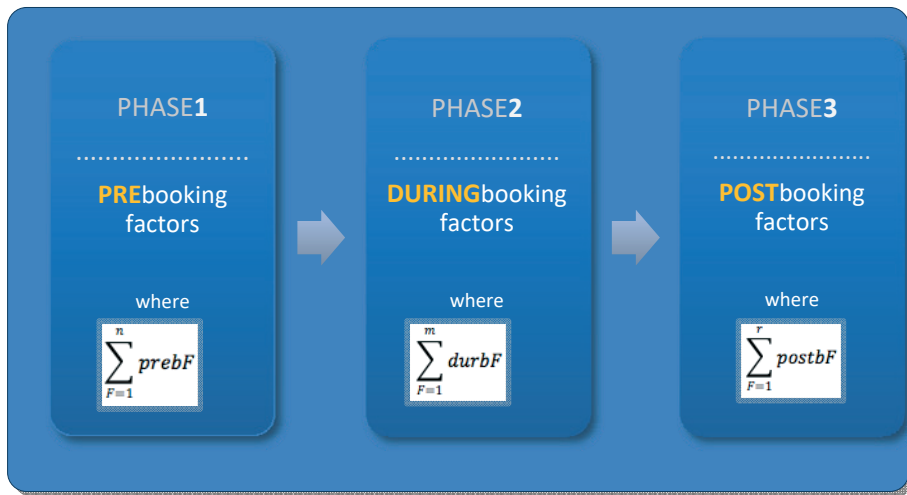 PHASE1
........................
PREbooking
factors
where
n
∑ prebF
F=1
PHASE2
........................
DURINGbooking
factors
where
m
∑ durbF
F=1
PHASE3
........................
POSTbooking
factors
where
r
∑ postbF
F=1